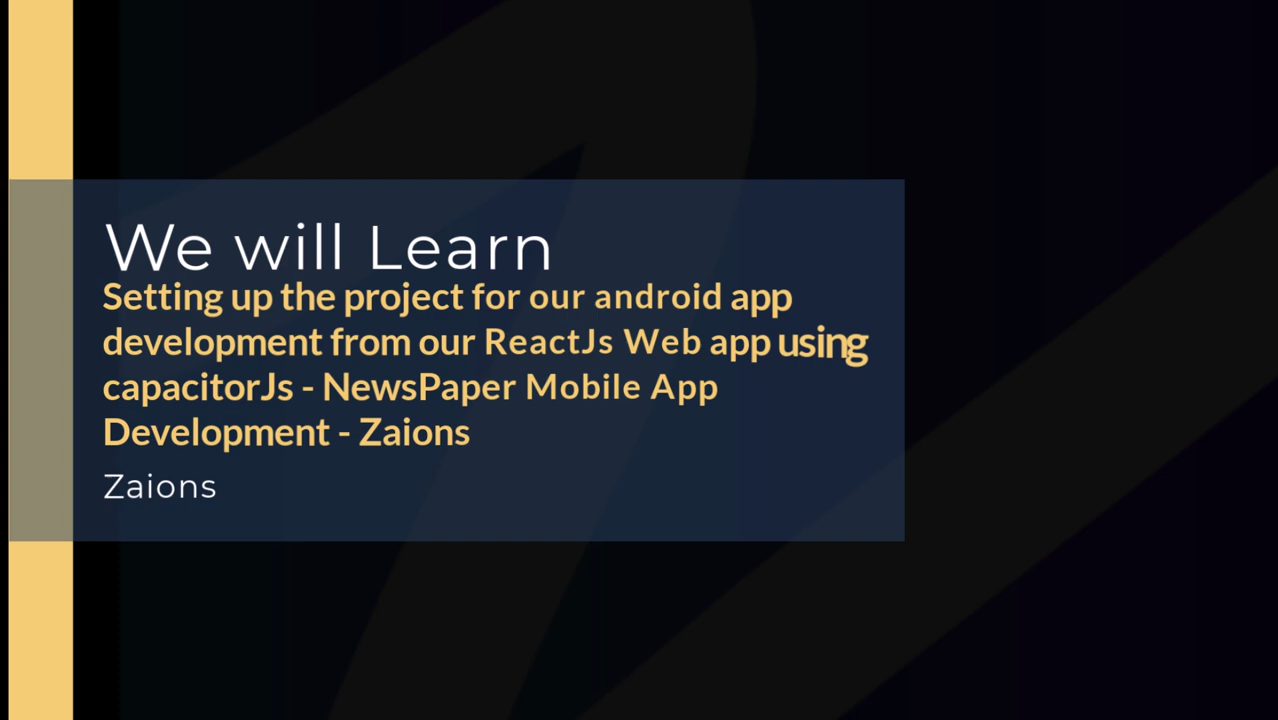 We will Learn
Setting up the project for our android app
development from our ReactJs Web app using
capacitorJs - NewsPaper Mobile App
Development - Zaions
Zaions